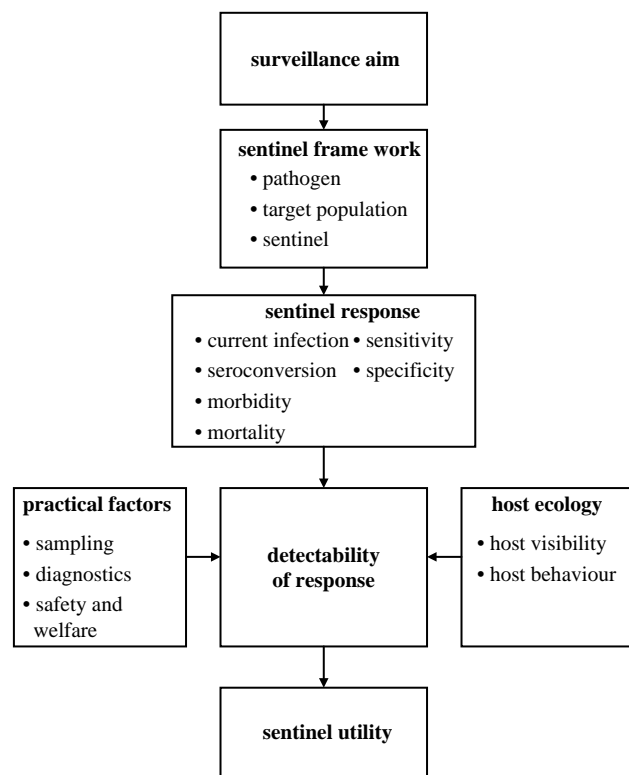 surveillance aim
sentinel frame work
• pathogen
• target population
• sentinel
sentinel response
• current infection • sensitivity
• seroconversion • specificity
• morbidity
• mortality
practical factors
• sampling
• diagnostics
• safety and
welfare
detectability
of response
host ecology
• host visibility
• host behaviour
sentinel utility